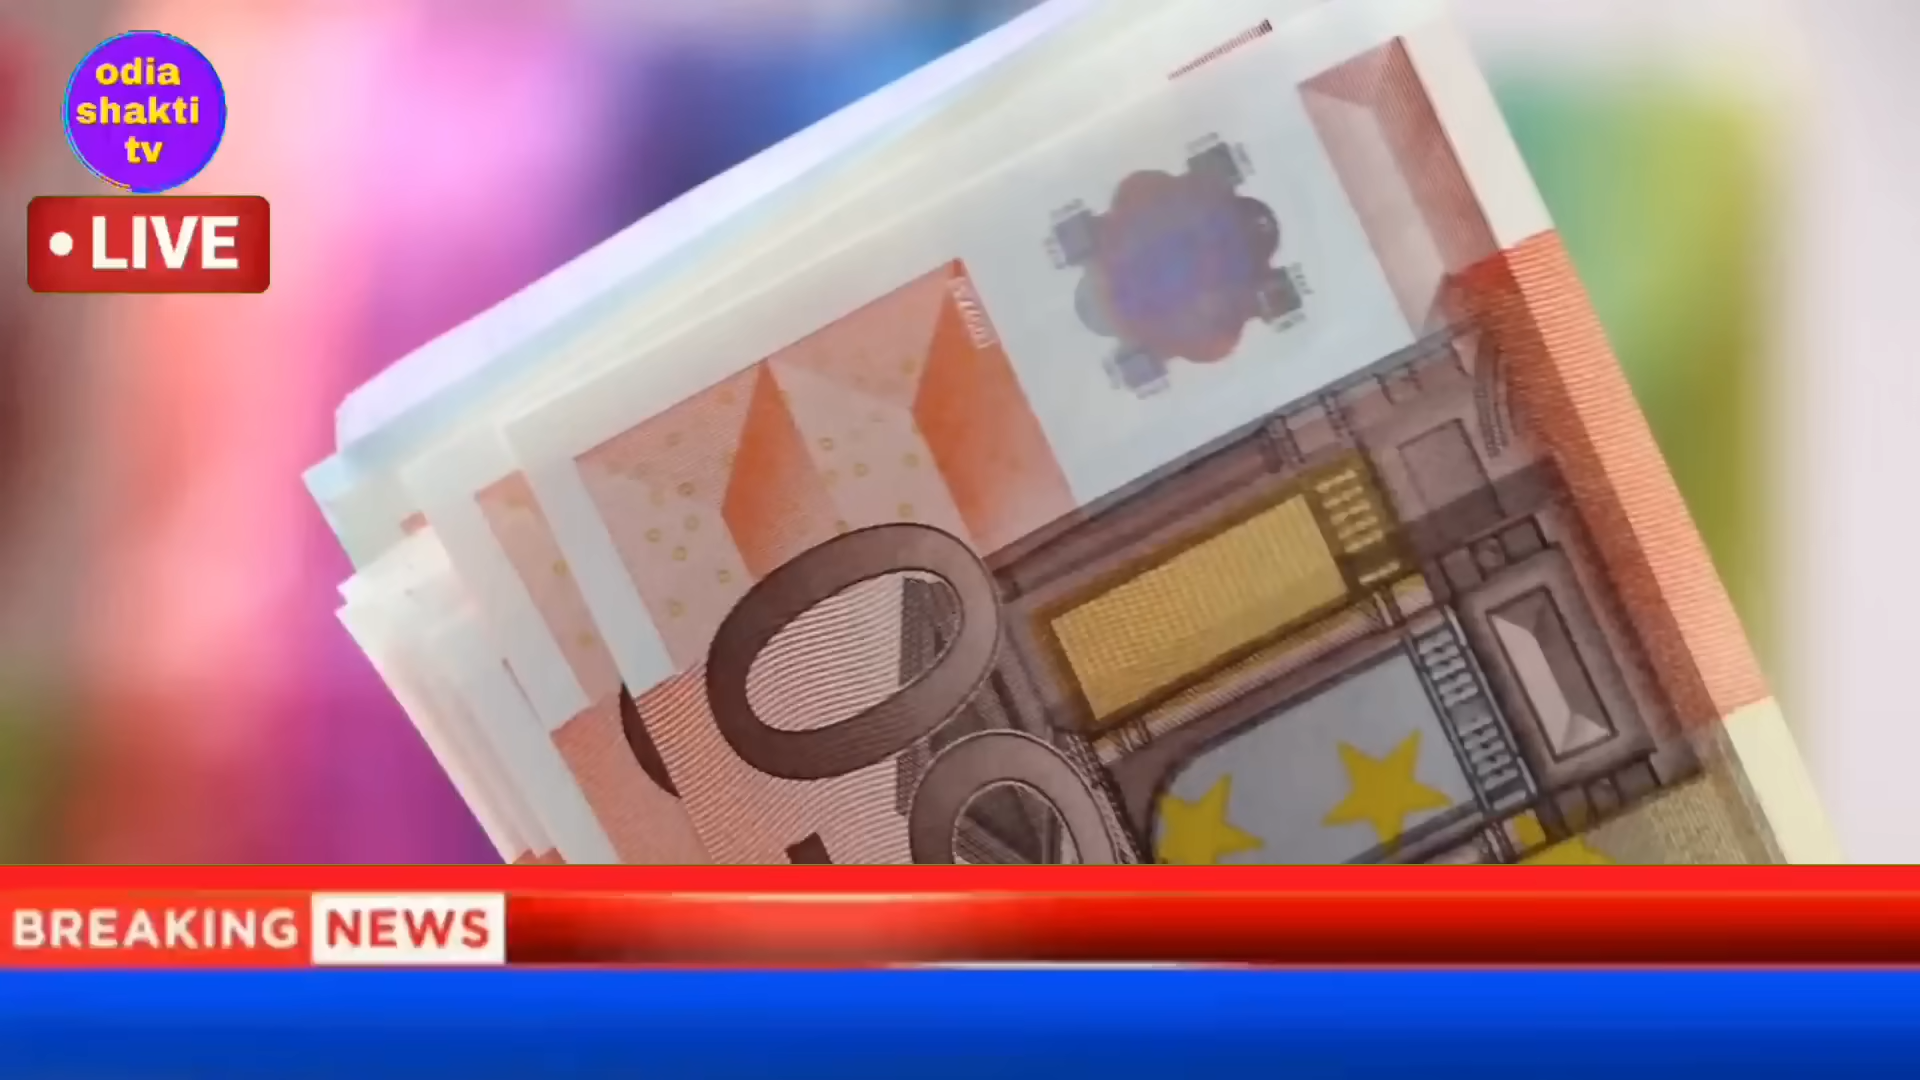 odia
shakti
tv
• LIVE
BREAKING NEWS